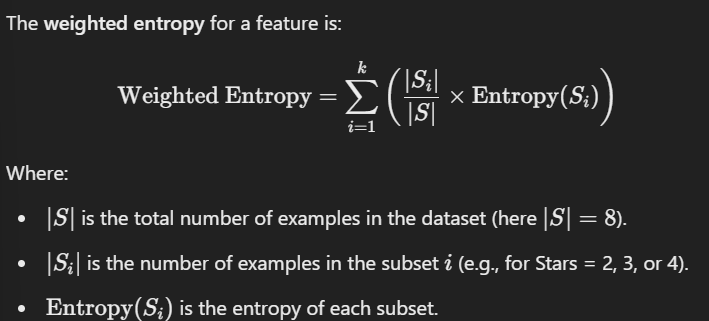 The weighted entropy for a feature is:
Weighted Entropy = \sum_{i=1}^{k} \left( \frac{|S_i|}{|S|} \times \text{Entropy}(S_i) \right)
Where:
• |S| is the total number of examples in the dataset (here |S| = 8).
• |S_i| is the number of examples in the subset i (e.g., for Stars = 2, 3, or 4).
• Entropy(S_i) is the entropy of each subset.